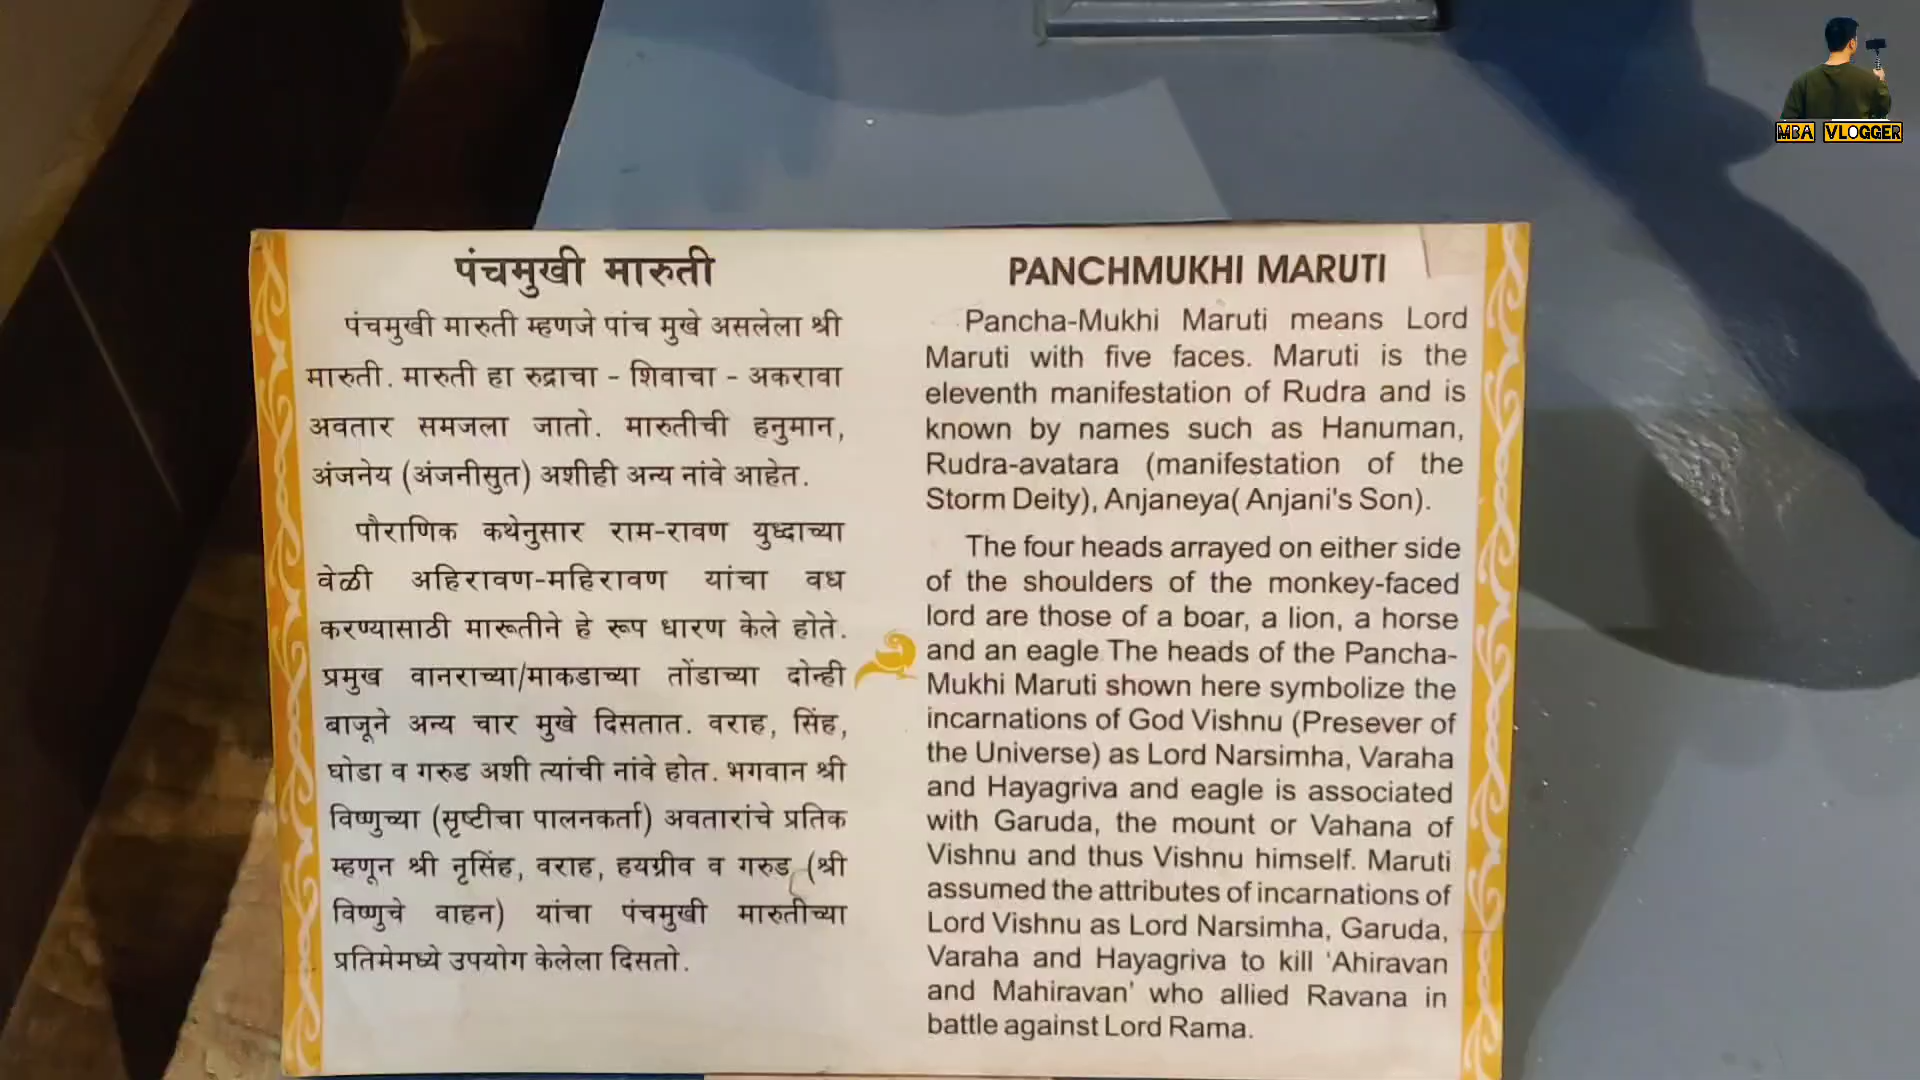 पंचमुखी मारुती
पंचमुखी मारुती म्हणजे पांच मुखे असलेला श्री
मारुती. मारुती हा रुद्राचा - शिवाचा - अकरावा
अवतार समजला जातो. मारुतीची हनुमान,
अंजनेय (अंजनीसुत) अशीही अन्य नांवे आहेत.
पौराणिक कथेनुसार राम-रावण युध्दाच्या
वेळी अहिरावण-महिरावण यांचा वध
करण्यासाठी मारूतीने हे रूप धारण केले होते.
प्रमुख वानराच्या/माकडाच्या तोंडाच्या दोन्ही
बाजूने अन्य चार मुखे दिसतात. वराह, सिंह,
घोडा व गरुड अशी त्यांची नांवे होत. भगवान श्री
विष्णुच्या (सृष्टीचा पालनकर्ता) अवतारांचे प्रतिक
म्हणून श्री नृसिंह, वराह, हयग्रीव व गरुड (श्री
विष्णुचे वाहन) यांचा पंचमुखी मारुतीच्या
प्रतिमेमध्ये उपयोग केलेला दिसतो.
PANCHMUKHI MARUTI
Pancha-Mukhi Maruti means Lord
Maruti with five faces. Maruti is the
eleventh manifestation of Rudra and is
known by names such as Hanuman,
Rudra-avatara (manifestation of the
Storm Deity), Anjaneya( Anjani's Son).
The four heads arrayed on either side
of the shoulders of the monkey-faced
lord are those of a boar, a lion, a horse
and an eagle The heads of the Pancha-
Mukhi Maruti shown here symbolize the
incarnations of God Vishnu (Presever of
the Universe) as Lord Narsimha, Varaha
and Hayagriva and eagle is associated
with Garuda, the mount or Vahana of
Vishnu and thus Vishnu himself. Maruti
assumed the attributes of incarnations of
Lord Vishnu as Lord Narsimha, Garuda,
Varaha and Hayagriva to kill 'Ahiravan
and Mahiravan' who allied Ravana in
battle against Lord Rama.
MBA VLOGGER